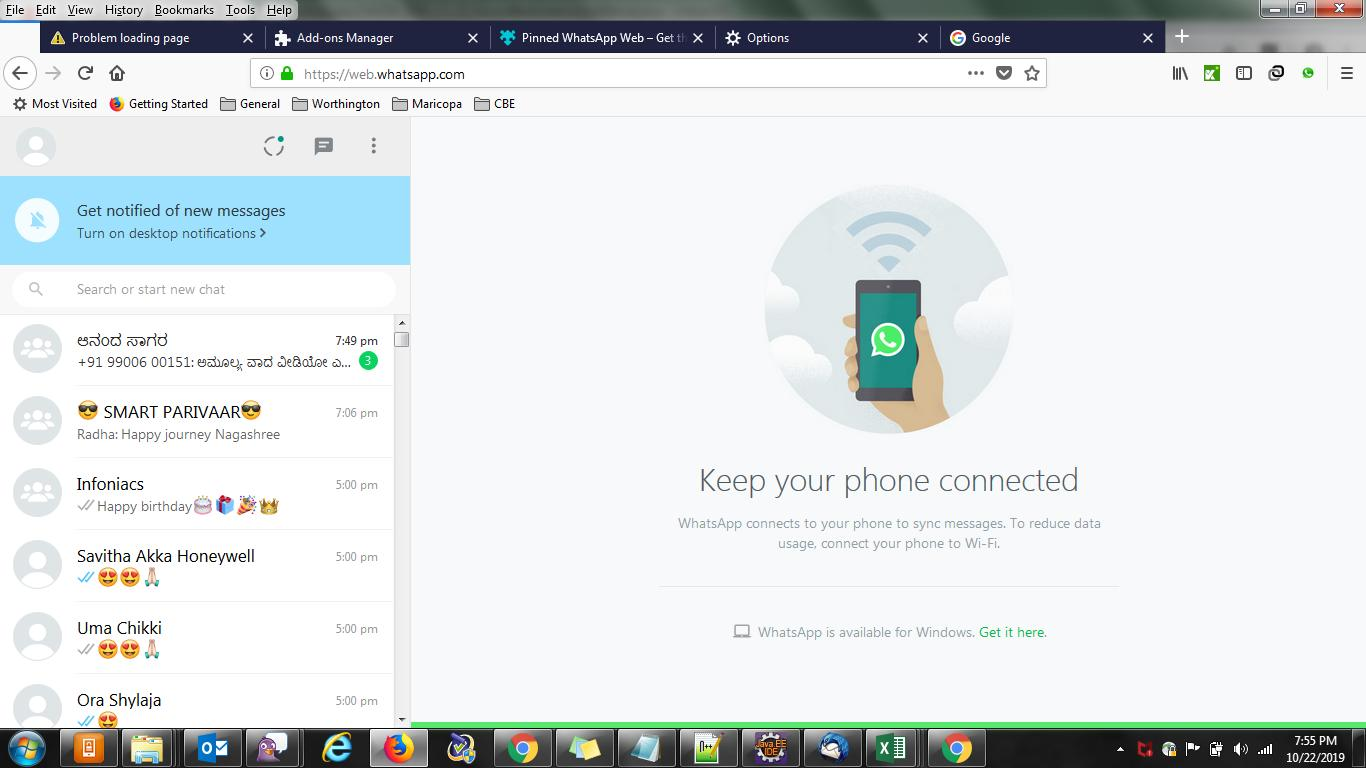 File Edit View History Bookmarks Tools Help
Problem loading page
Add-ons Manager
Pinned WhatsApp Web – Get th
Options
Google
https://web.whatsapp.com
Most Visited
Getting Started
General
Worthington
Maricopa
CBE
Get notified of new messages
Turn on desktop notifications >
Search or start new chat
ಆನಂದ ಸಾಗರ
7:49 pm
+91 99006 00151: ಅಮೂಲ್ಯ ವಾದ ವೀಡಿಯೋ ಎ...
3
😎 SMART PARIVAAR😎
7:06 pm
Radha: Happy journey Nagashree
Infoniacs
5:00 pm
Happy birthday🎂🎁🎉👑
Savitha Akka Honeywell
5:00 pm
😍😍🙏🏻
Uma Chikki
5:00 pm
😍😍🙏🏻
Ora Shylaja
5:00 pm
😍
Keep your phone connected
WhatsApp connects to your phone to sync messages. To reduce data
usage, connect your phone to Wi-Fi.
WhatsApp is available for Windows. Get it here.
Java EE
IDE
7:55 PM
10/22/2019